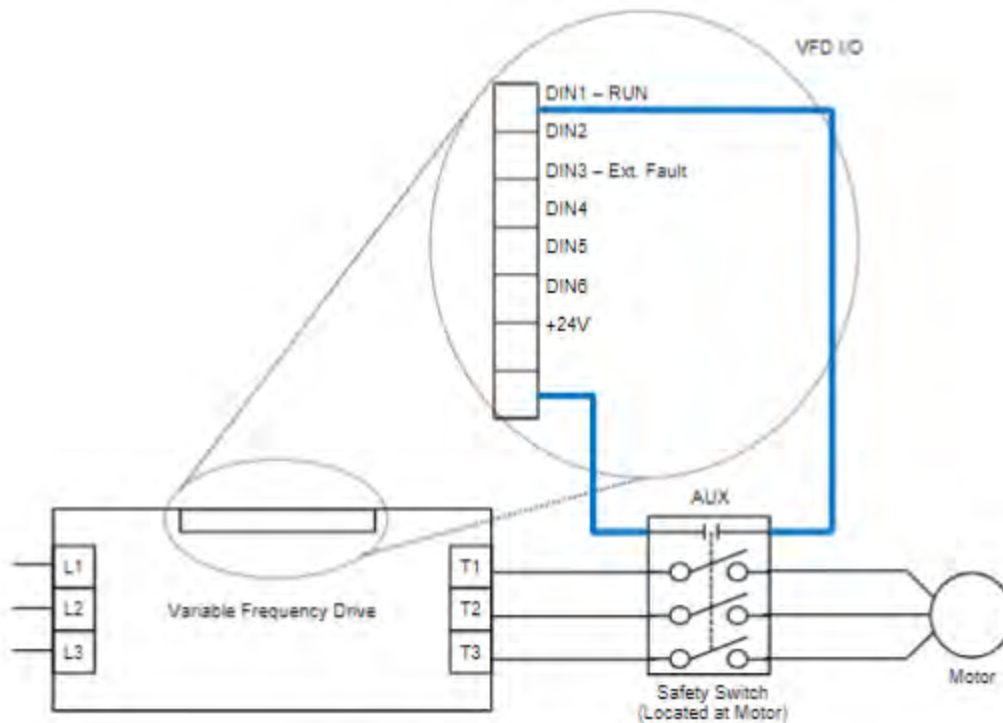 VFD I/O
DIN1 – RUN
DIN2
DIN3 – Ext. Fault
DIN4
DIN5
DIN6
+24V
AUX
L1
L2
L3
Variable Frequency Drive
T1
T2
T3
Safety Switch
(Located at Motor)
Motor